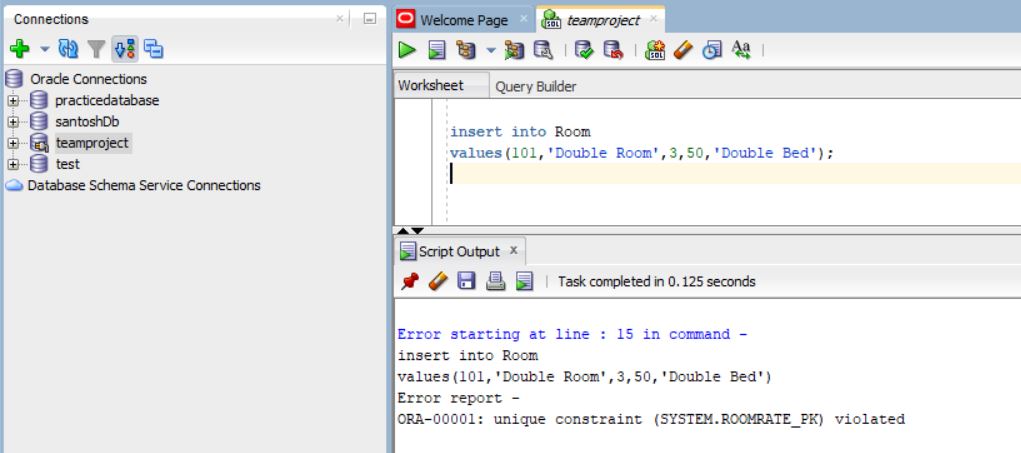 Connections
Oracle Connections
practicedatabase
santoshDb
teamproject
test
Database Schema Service Connections
Welcome Page
teamproject
SQL
SQL
Aa
Worksheet
Query Builder
insert into Room
values(101,'Double Room',3,50,'Double Bed');
Script Output
Task completed in 0.125 seconds
Error starting at line : 15 in command -
insert into Room
values(101,'Double Room',3,50,'Double Bed')
Error report -
ORA-00001: unique constraint (SYSTEM.ROOMRATE_PK) violated